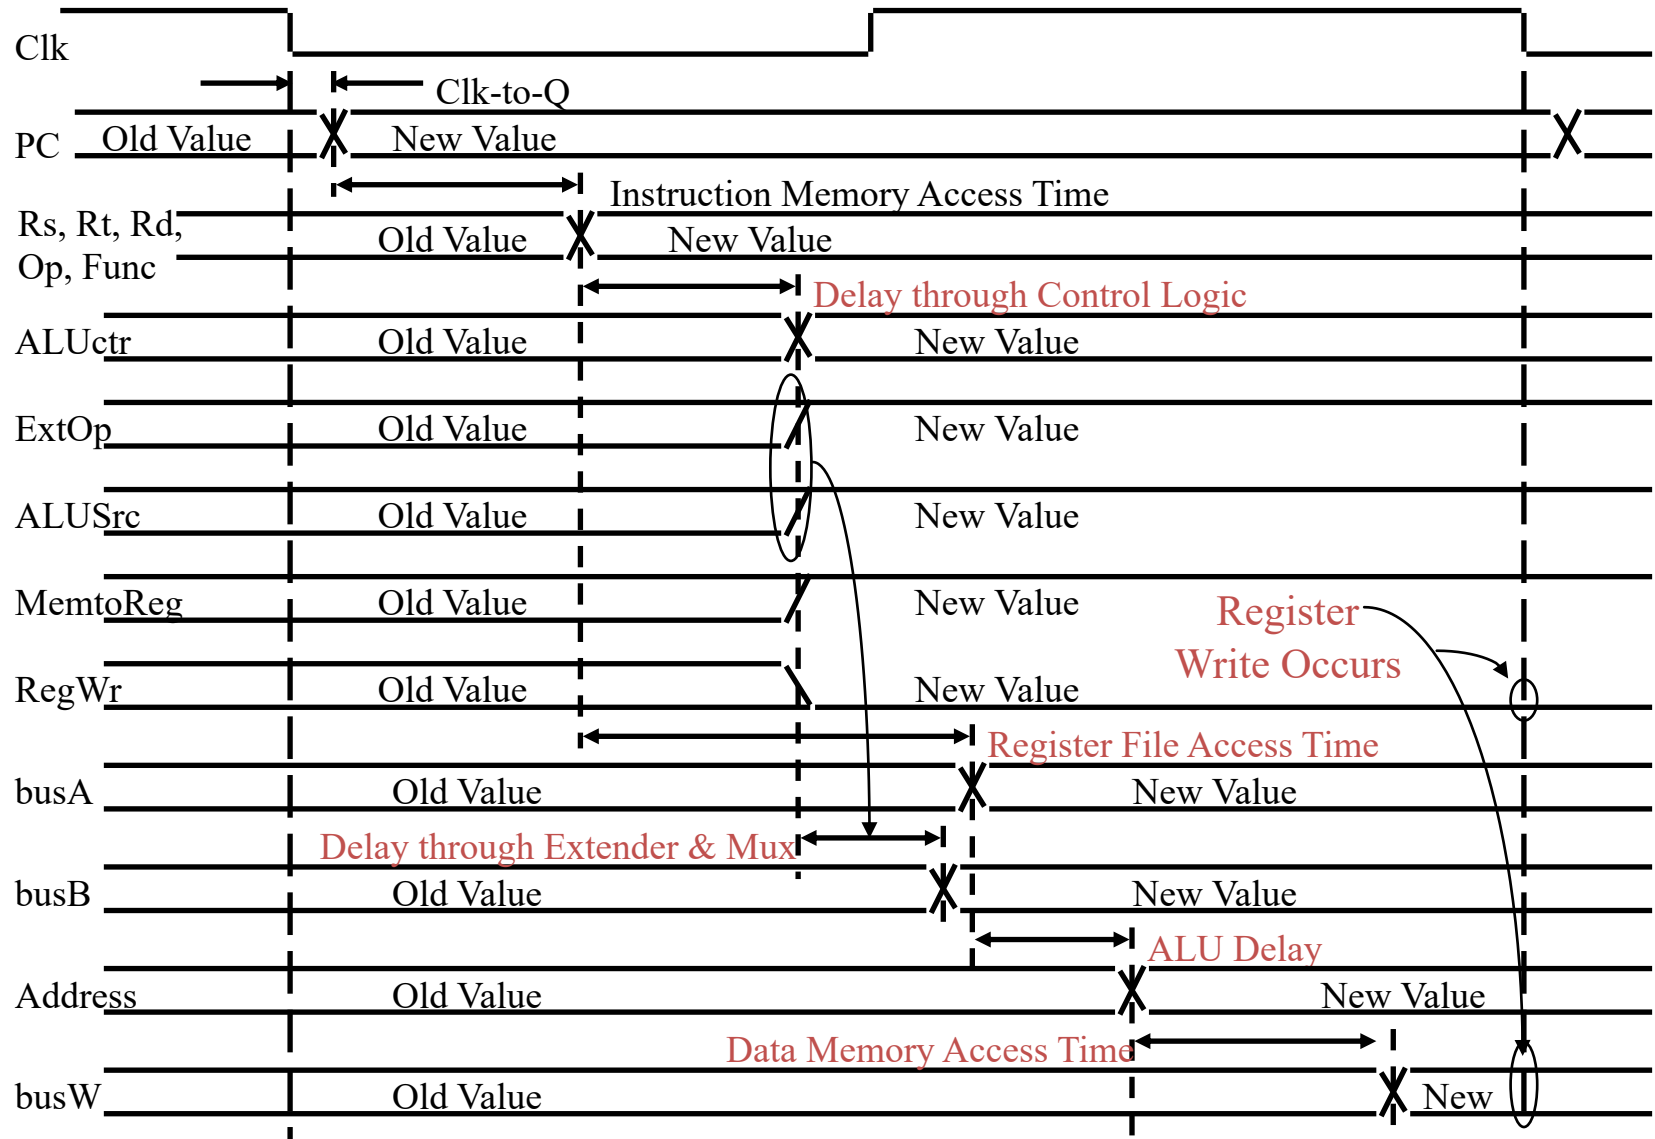 Clk
Clk-to-Q
PC Old Value New Value
Instruction Memory Access Time
Rs, Rt, Rd,
Op, Func Old Value New Value
Delay through Control Logic
ALUctr Old Value New Value
ExtOp Old Value New Value
ALUSrc Old Value New Value
MemtoReg Old Value New Value
Register
Write Occurs
RegWr Old Value New Value
Register File Access Time
busA Old Value New Value
Delay through Extender & Mux
busB Old Value New Value
ALU Delay
Address Old Value New Value
Data Memory Access Time
busW Old Value New